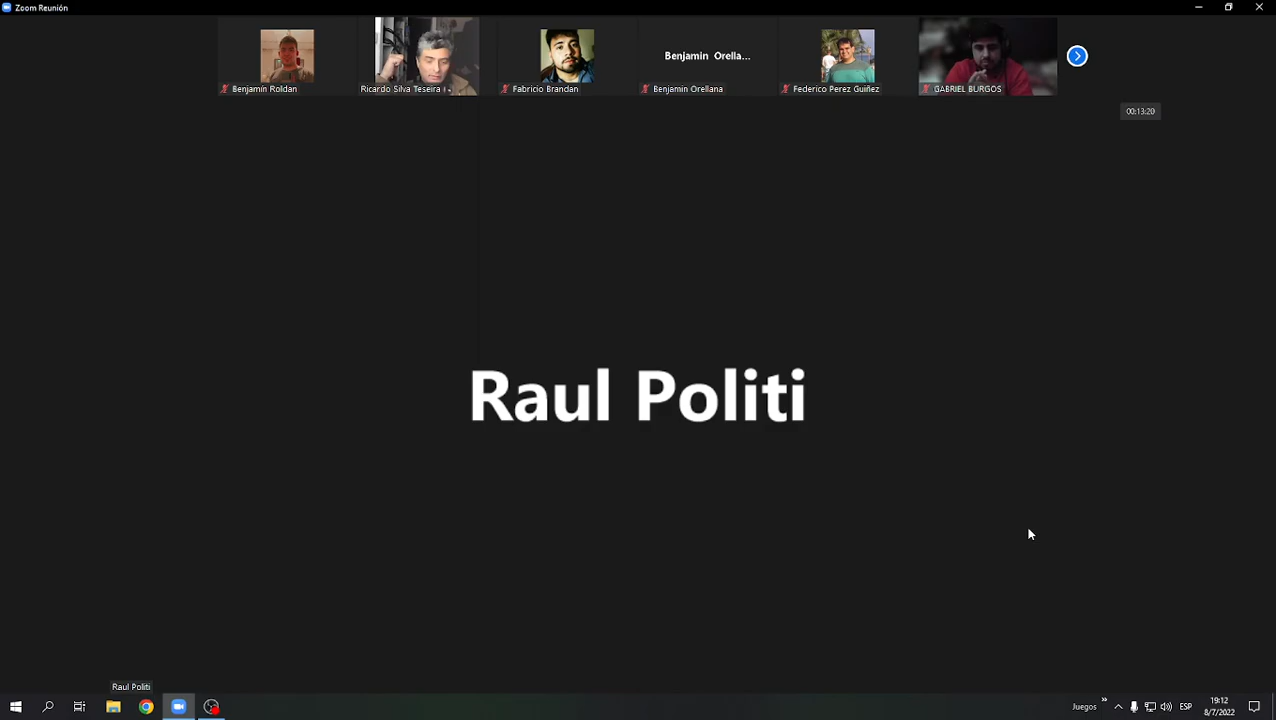 Zoom Reunión
Benjamín Roldan
Ricardo Silva Teseira
Fabricio Brandan
Benjamin Orella...
Benjamin Orellana
Federico Perez Guiñez
GABRIEL BURGOS
00:13:20
Raul Politi
Raul Politi
Juegos
ESP
19:12
8/7/2022